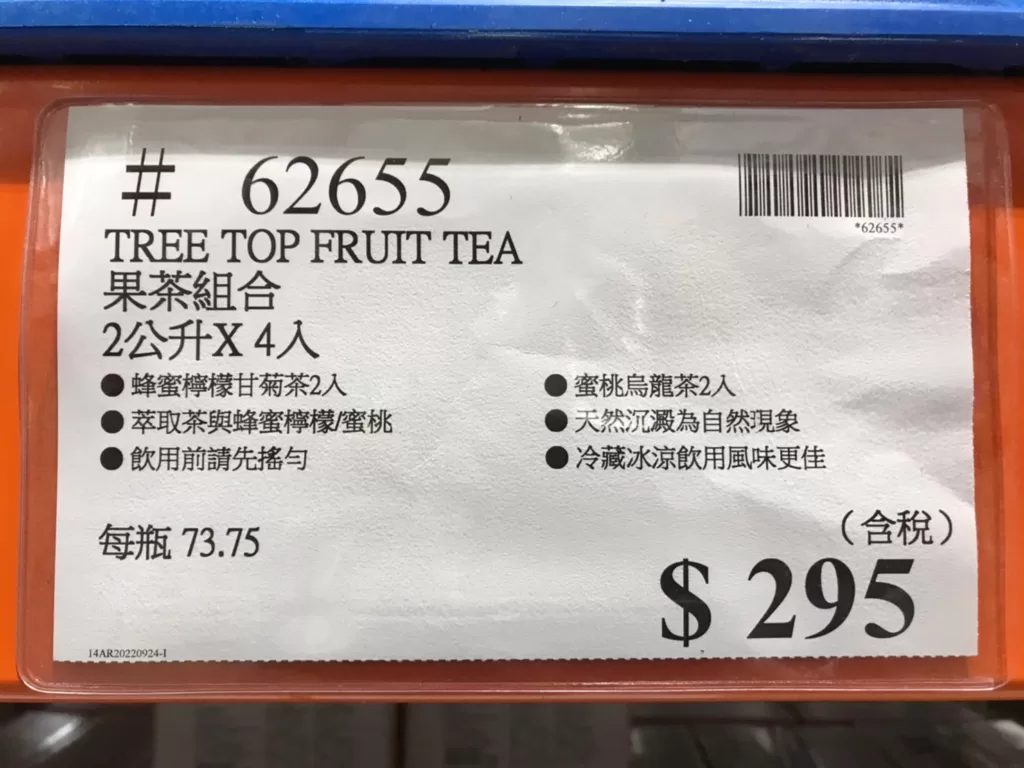 # 62655
*62655*
TREE TOP FRUIT TEA
果茶組合
2公升X 4入
●蜂蜜檸檬甘菊茶2入
●蜜桃烏龍茶2入
●萃取茶與蜂蜜檸檬/蜜桃
●天然沉澱為自然現象
●飲用前請先搖勻
●冷藏冰涼飲用風味更佳
每瓶 73.75
（含稅）
$ 295
I4AR20220924-1